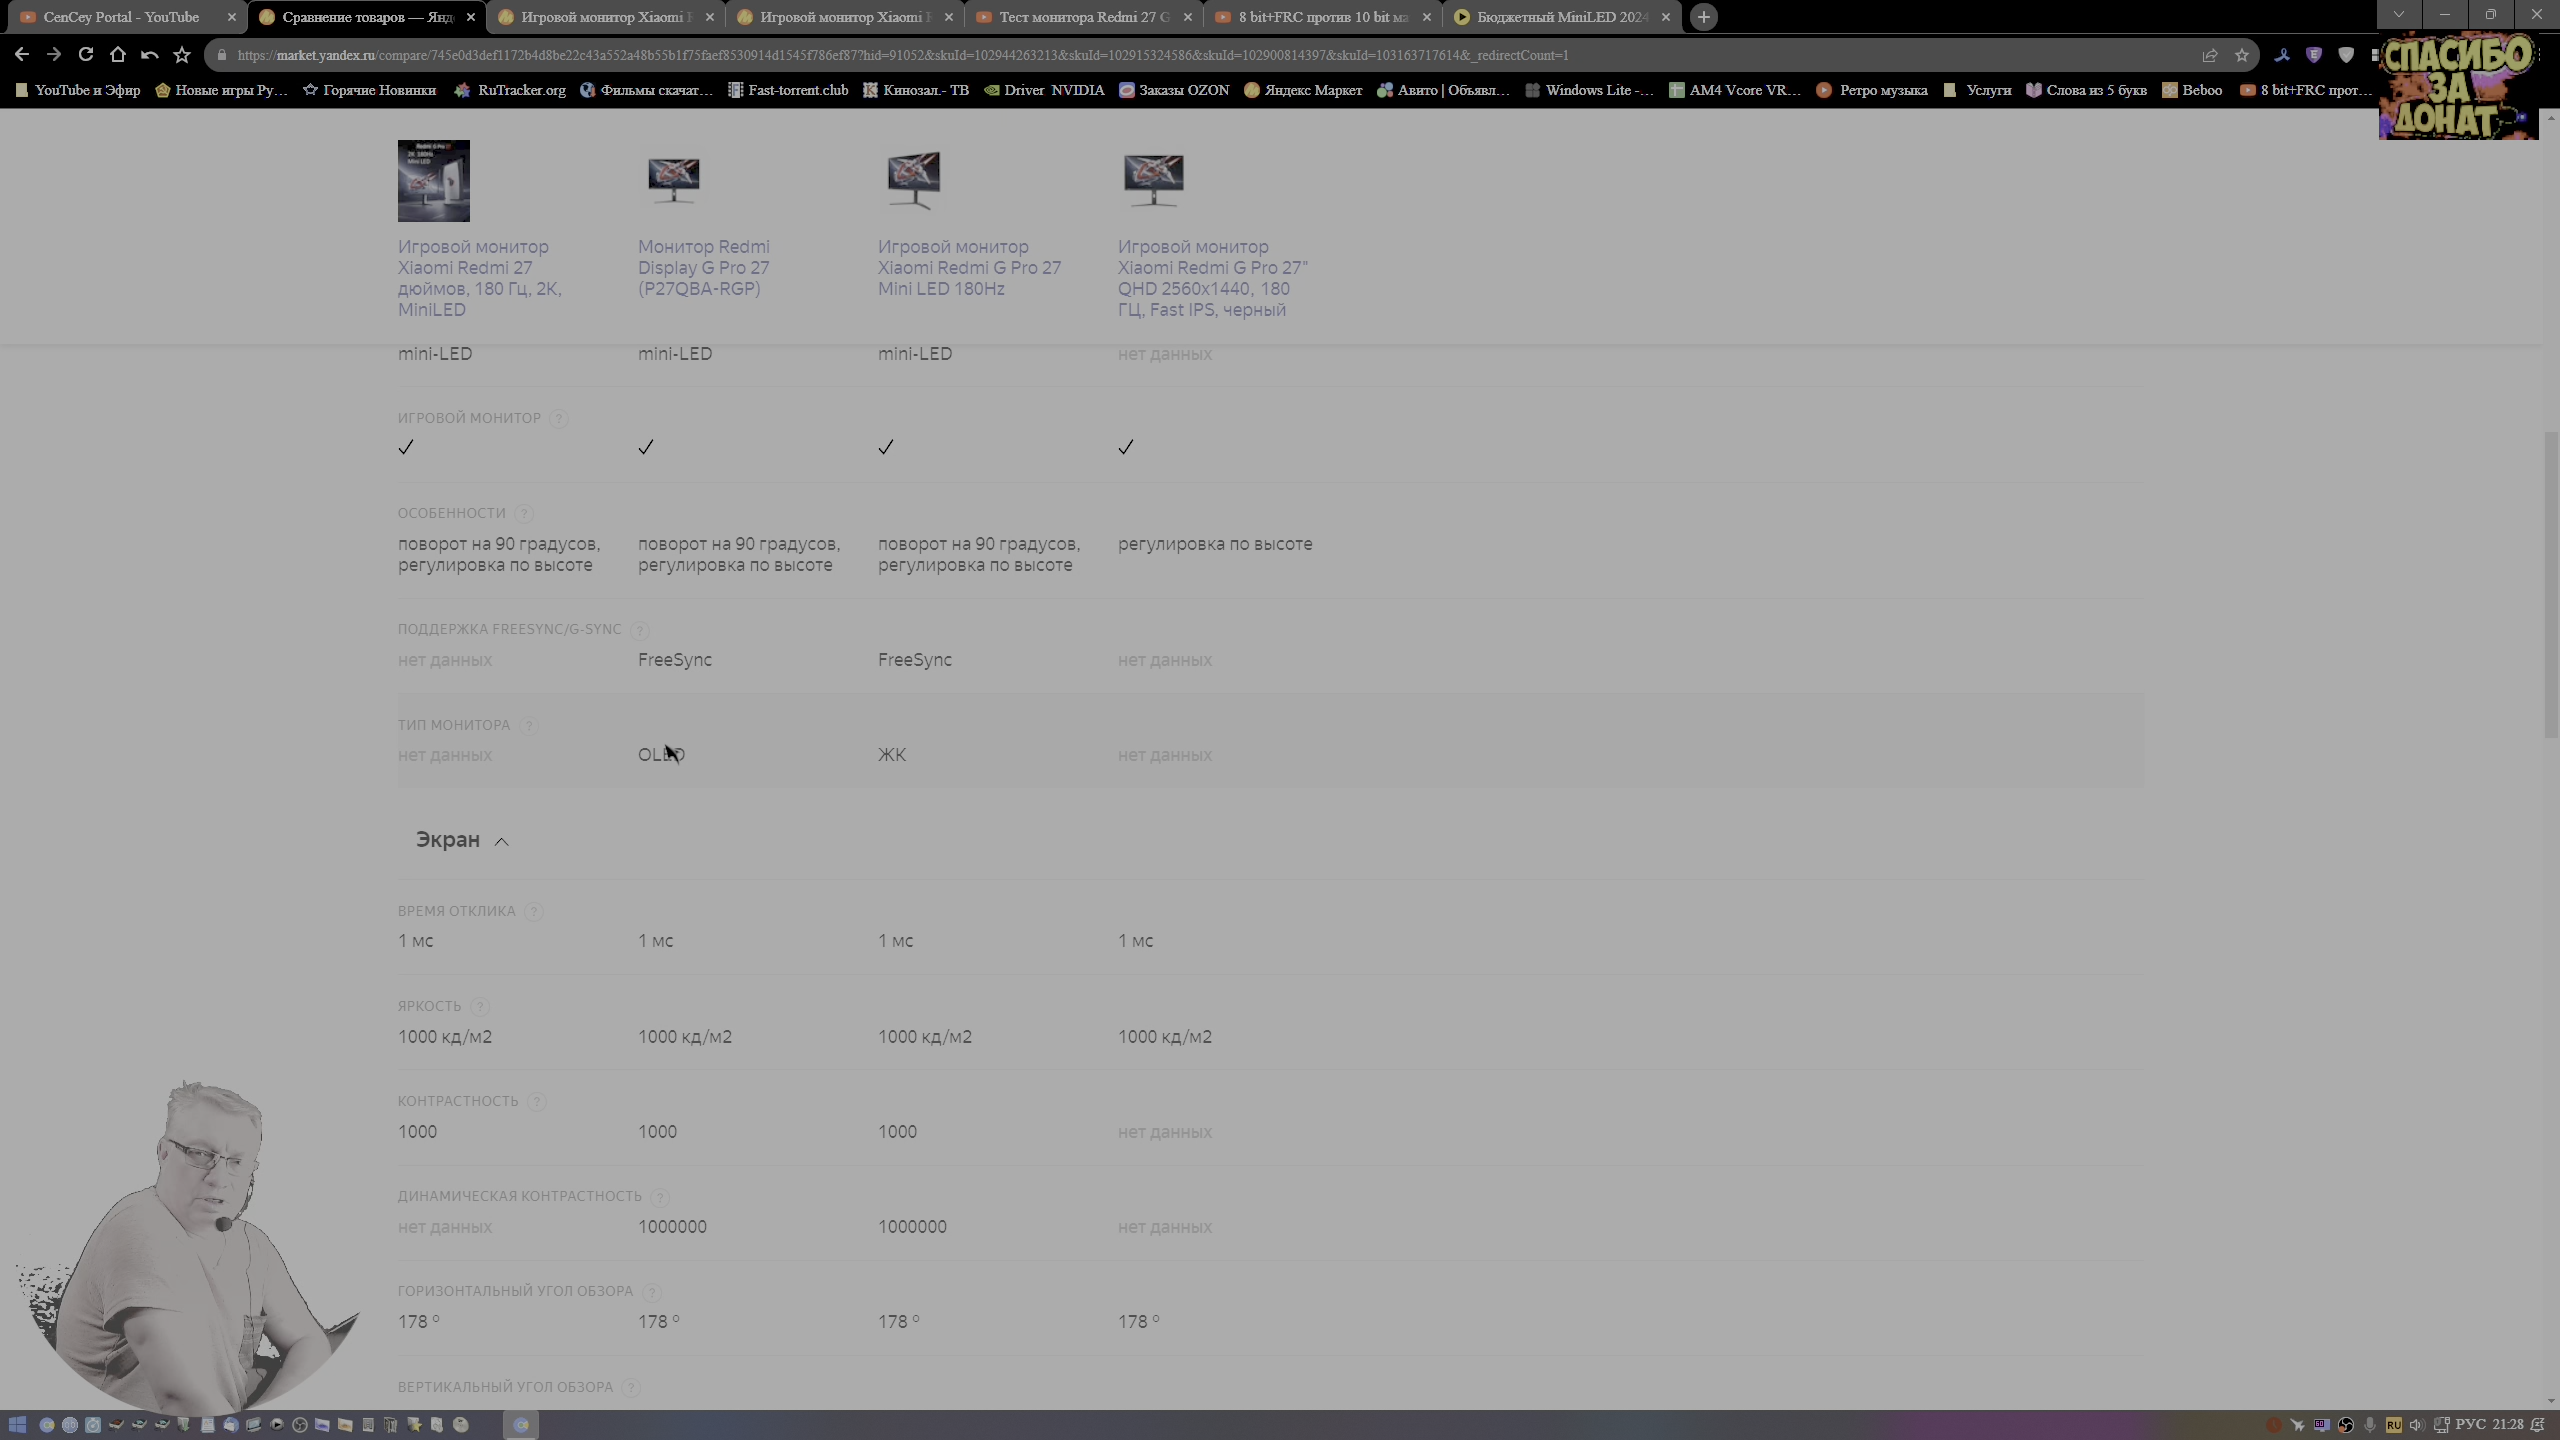 CenCey Portal - YouTube
Сравнение товаров — Янд
Игровой монитор Xiaomi
Игровой монитор Xiaomi
Тест монитора Redmi 27 G
8 bit+FRC против 10 bit ма
Бюджетный MiniLED 2024
https://market.yandex.ru/compare/745e0d3def1172b4d8be22c43a552a48b55b1f75faef8530914d1545f786ef87?hid=91052&skuId=102944263213&skuId=102915324586&skuId=102900814397&skuId=103163717614&_redirectCount=1
YouTube и Эфир
Новые игры Ру…
Горячие Новинки
RuTracker.org
Фильмы скачат…
Fast-torrent.club
Кинозал.- ТВ
Driver NVIDIA
Заказы OZON
Яндекс Маркет
Авито | Объявл…
Windows Lite -…
AM4 Vcore VR…
Ретро музыка
Услуги
Слова из 5 букв
Beboo
8 bit+FRC прот…
СПАСИБО
ЗА
ДОНАТ
Redmi G Pro
2K 180Hz
Mini LED
Игровой монитор
Xiaomi Redmi 27
дюймов, 180 Гц, 2K,
MiniLED
Монитор Redmi
Display G Pro 27
(P27QBA-RGP)
Игровой монитор
Xiaomi Redmi G Pro 27
Mini LED 180Hz
Игровой монитор
Xiaomi Redmi G Pro 27"
QHD 2560x1440, 180
ГЦ, Fast IPS, черный
mini-LED mini-LED mini-LED нет данных
ИГРОВОЙ МОНИТОР ?
ОСОБЕННОСТИ ?
поворот на 90 градусов,
регулировка по высоте
поворот на 90 градусов,
регулировка по высоте
поворот на 90 градусов,
регулировка по высоте
регулировка по высоте
ПОДДЕРЖКА FREESYNC/G-SYNC ?
нет данных FreeSync FreeSync нет данных
ТИП МОНИТОРА ?
нет данных OLED ЖК нет данных
Экран
ВРЕМЯ ОТКЛИКА ?
1 мс 1 мс 1 мс 1 мс
ЯРКОСТЬ ?
1000 кд/м2 1000 кд/м2 1000 кд/м2 1000 кд/м2
КОНТРАСТНОСТЬ ?
1000 1000 1000 нет данных
ДИНАМИЧЕСКАЯ КОНТРАСТНОСТЬ ?
нет данных 1000000 1000000 нет данных
ГОРИЗОНТАЛЬНЫЙ УГОЛ ОБЗОРА ?
178 ° 178 ° 178 ° 178 °
ВЕРТИКАЛЬНЫЙ УГОЛ ОБЗОРА ?
RU
РУС 21:28